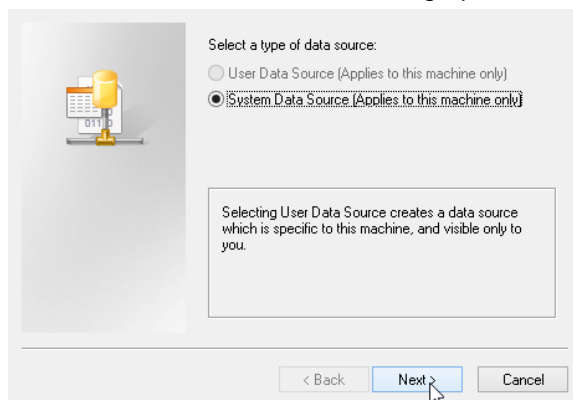 Select a type of data source:
User Data Source (Applies to this machine only)
System Data Source (Applies to this machine only)
Selecting User Data Source creates a data source
which is specific to this machine, and visible only to
you.
< Back Next > Cancel